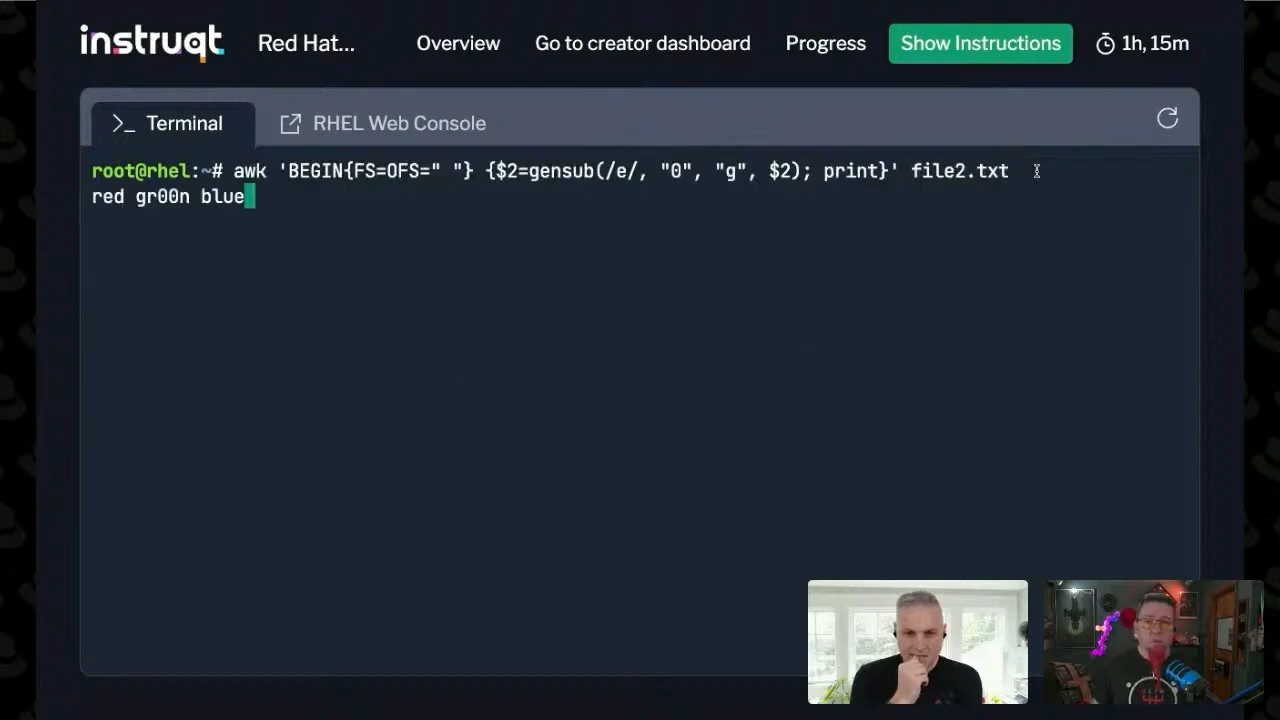 instruqt Red Hat... Overview Go to creator dashboard Progress Show Instructions 1h, 15m
>_ Terminal RHEL Web Console
root@rhel:~# awk 'BEGIN{FS=OFS=" "} {$2=gensub(/e/, "0", "g", $2); print}' file2.txt
red gr00n blue